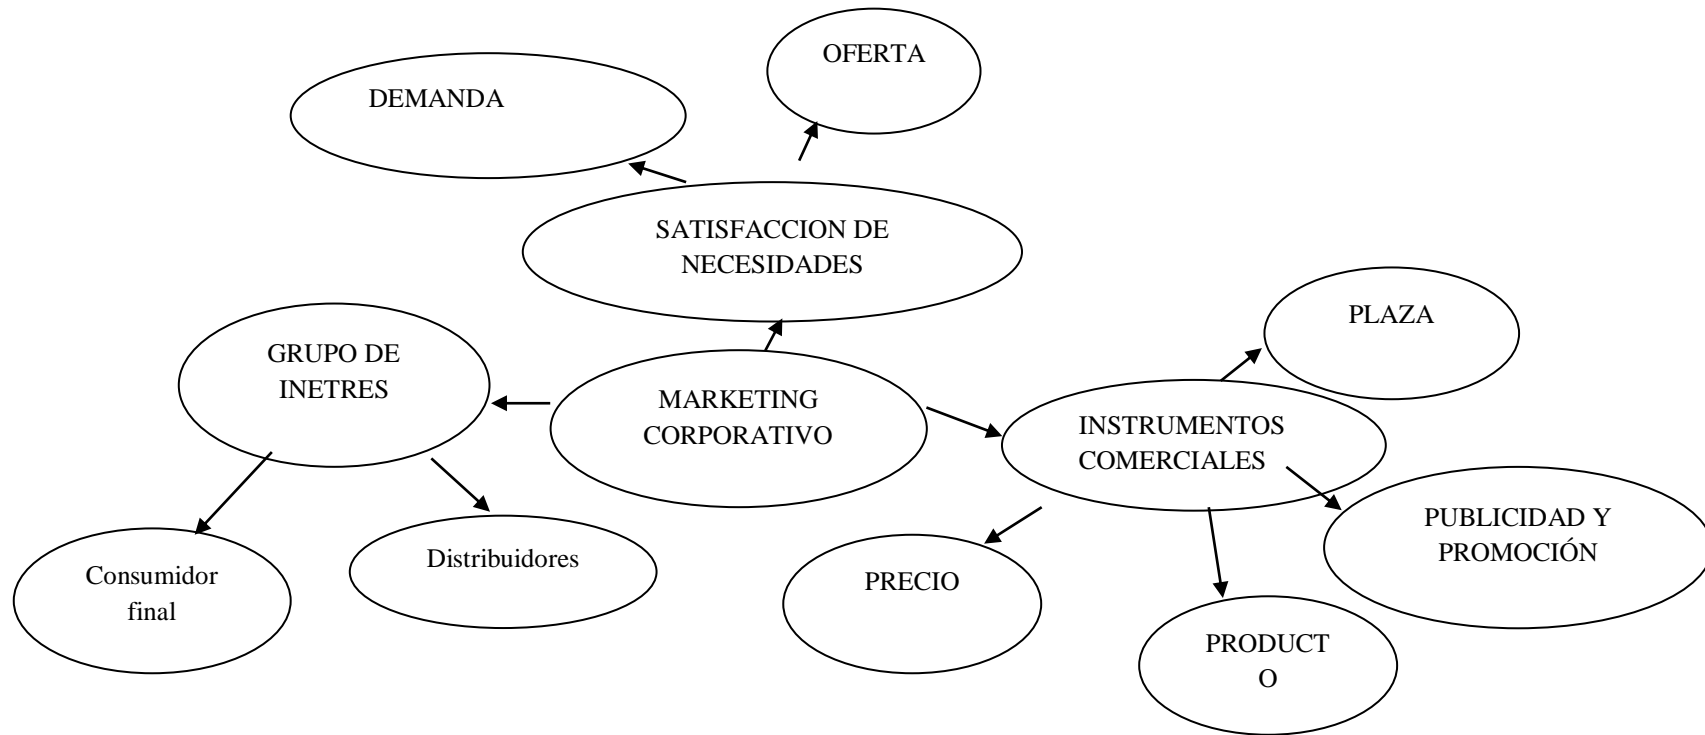 OFERTA
DEMANDA
SATISFACCION DE
NECESIDADES
PLAZA
GRUPO DE
INETRES
MARKETING
CORPORATIVO
INSTRUMENTOS
COMERCIALES
PUBLICIDAD Y
PROMOCIÓN
Consumidor
final
Distribuidores
PRECIO
PRODUCT
O